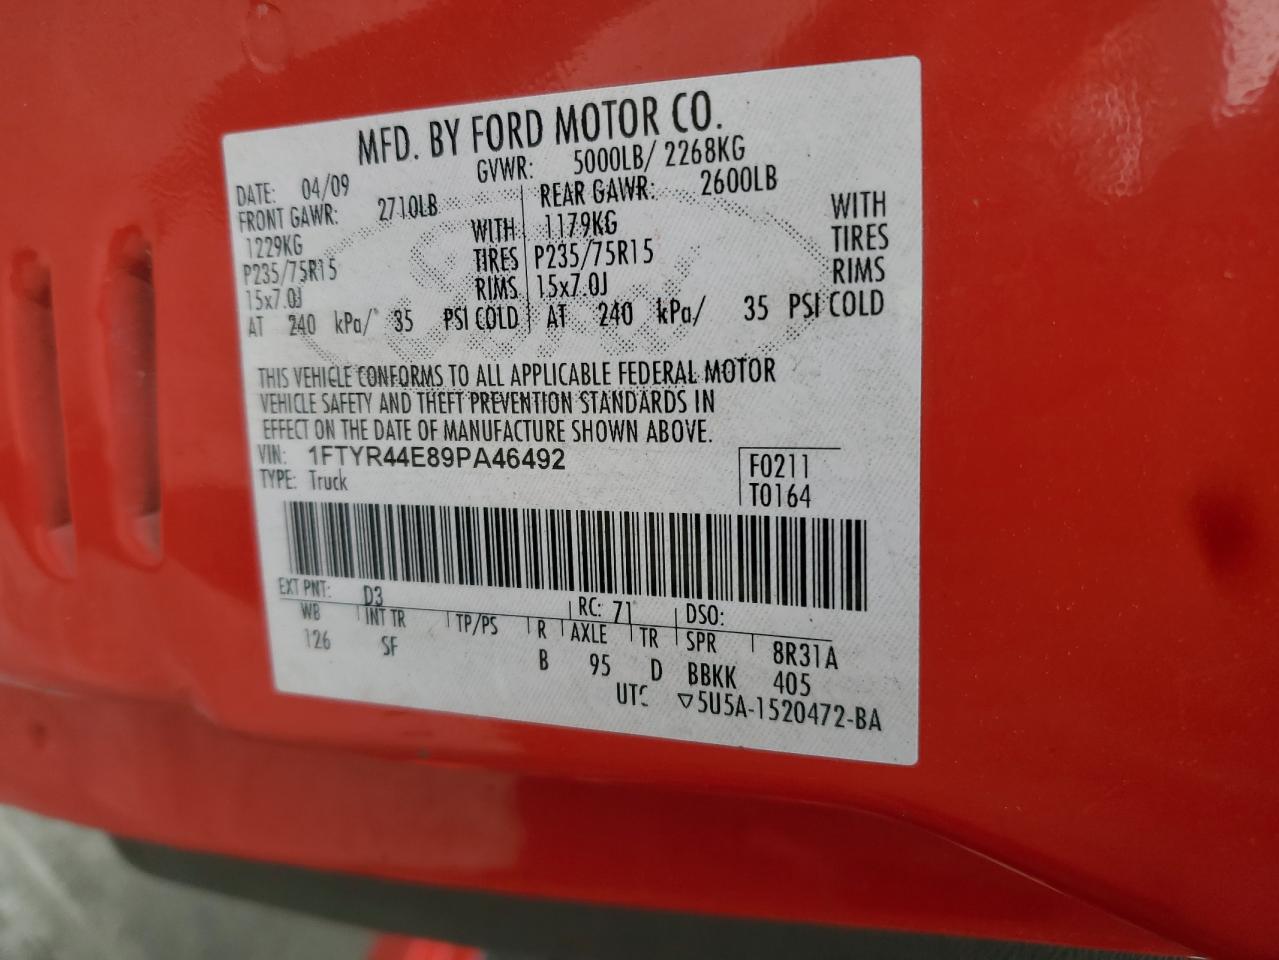 MFD. BY FORD MOTOR CO.
DATE: 04/09 GVWR: 5000LB/ 2268KG
FRONT GAWR: 2710LB REAR GAWR: 2600LB
1229KG WITH 1179KG WITH
P235/75R15 TIRES P235/75R15 TIRES
15x7.0J RIMS 15x7.0J RIMS
AT 240 kPa/ 35 PSI COLD AT 240 kPa/ 35 PSI COLD
THIS VEHICLE CONFORMS TO ALL APPLICABLE FEDERAL MOTOR
VEHICLE SAFETY AND THEFT PREVENTION STANDARDS IN
EFFECT ON THE DATE OF MANUFACTURE SHOWN ABOVE.
VIN: 1FTYR44E89PA46492 F0211
TYPE: Truck T0164
EXT PNT: D3 RC: 71 DSO:
WB INT TR TP/PS R AXLE TR SPR 8R31A
126 SF B 95 D BBKK 405
UTC ▽5U5A-1520472-BA